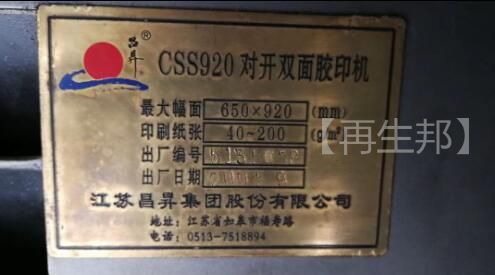 昌昇®
CSS920 对开双面胶印机
最大幅面 650×920 (mm)
印刷纸张 40~200 (g/m²)
出厂编号
出厂日期
江苏昌昇集团股份有限公司
地址: 江苏省如皋市福寿路
电话: 0513-7518894
【再生邦】